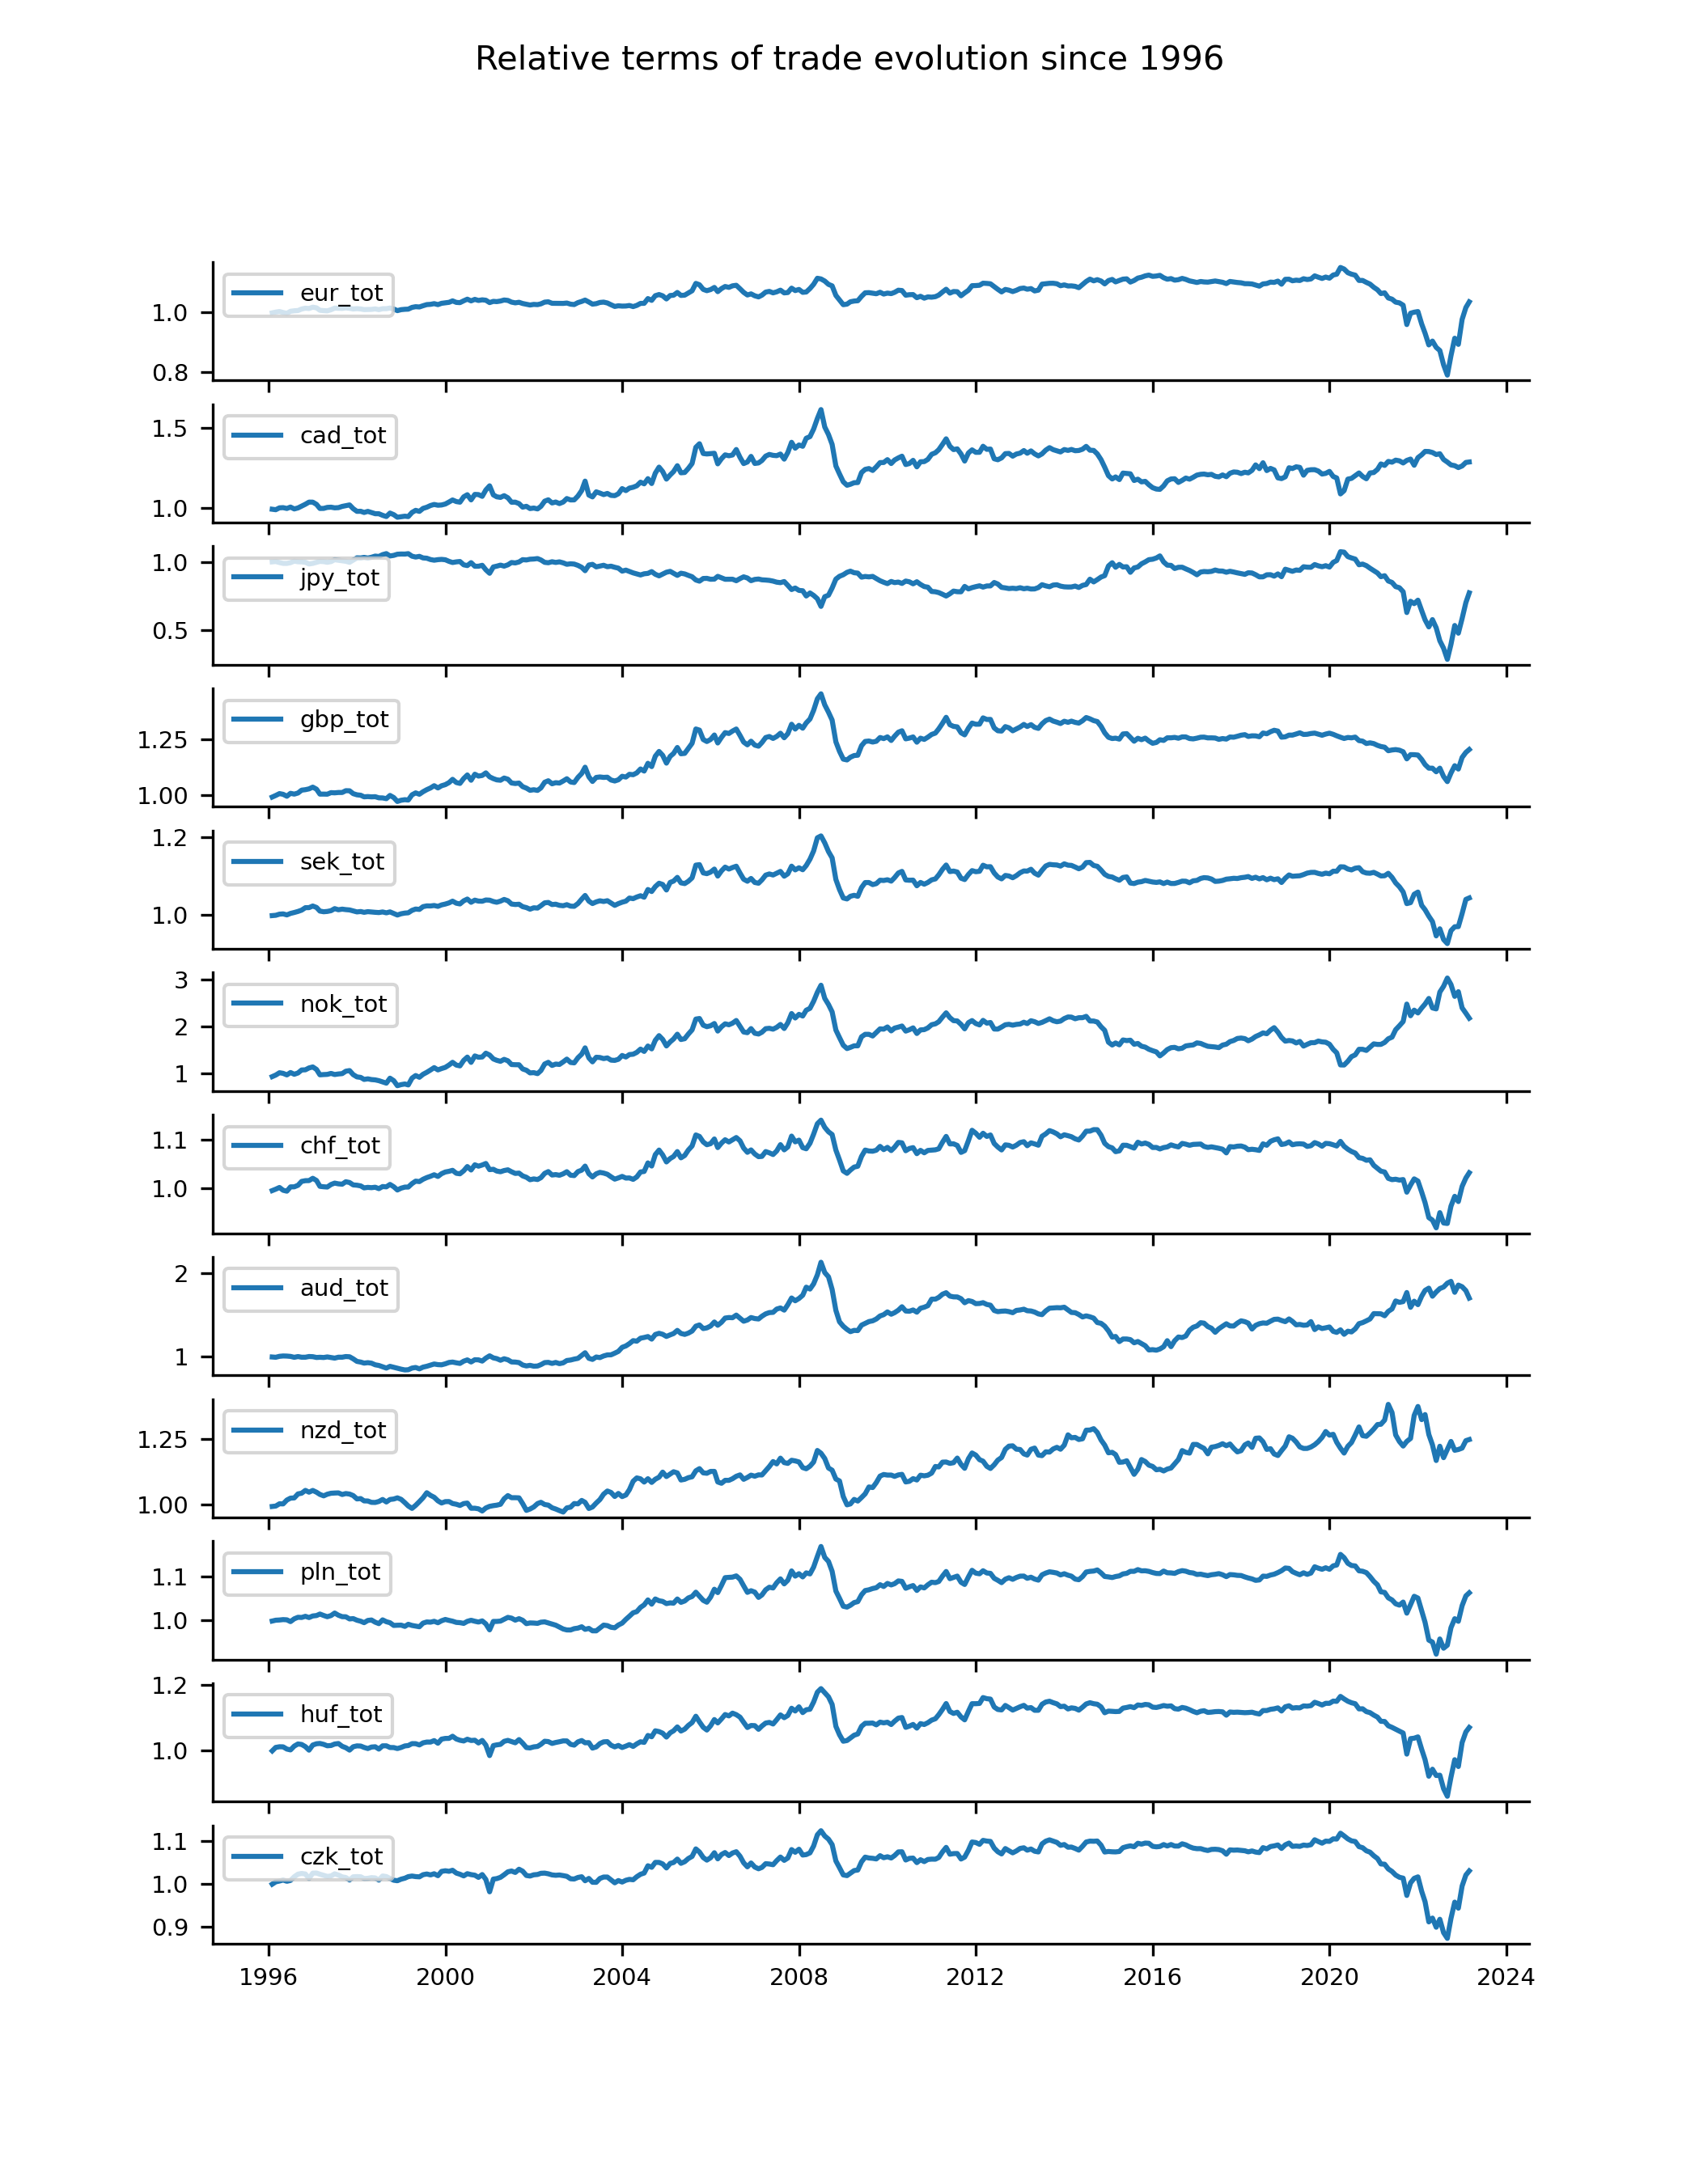 Relative terms of trade evolution since 1996
eur_tot
1.0
0.8
cad_tot
1.5
1.0
jpy_tot
1.0
0.5
gbp_tot
1.25
1.00
sek_tot
1.2
1.0
nok_tot
3
2
1
chf_tot
1.1
1.0
aud_tot
2
1
nzd_tot
1.25
1.00
pln_tot
1.1
1.0
huf_tot
1.2
1.0
czk_tot
1.1
1.0
0.9
1996 2000 2004 2008 2012 2016 2020 2024